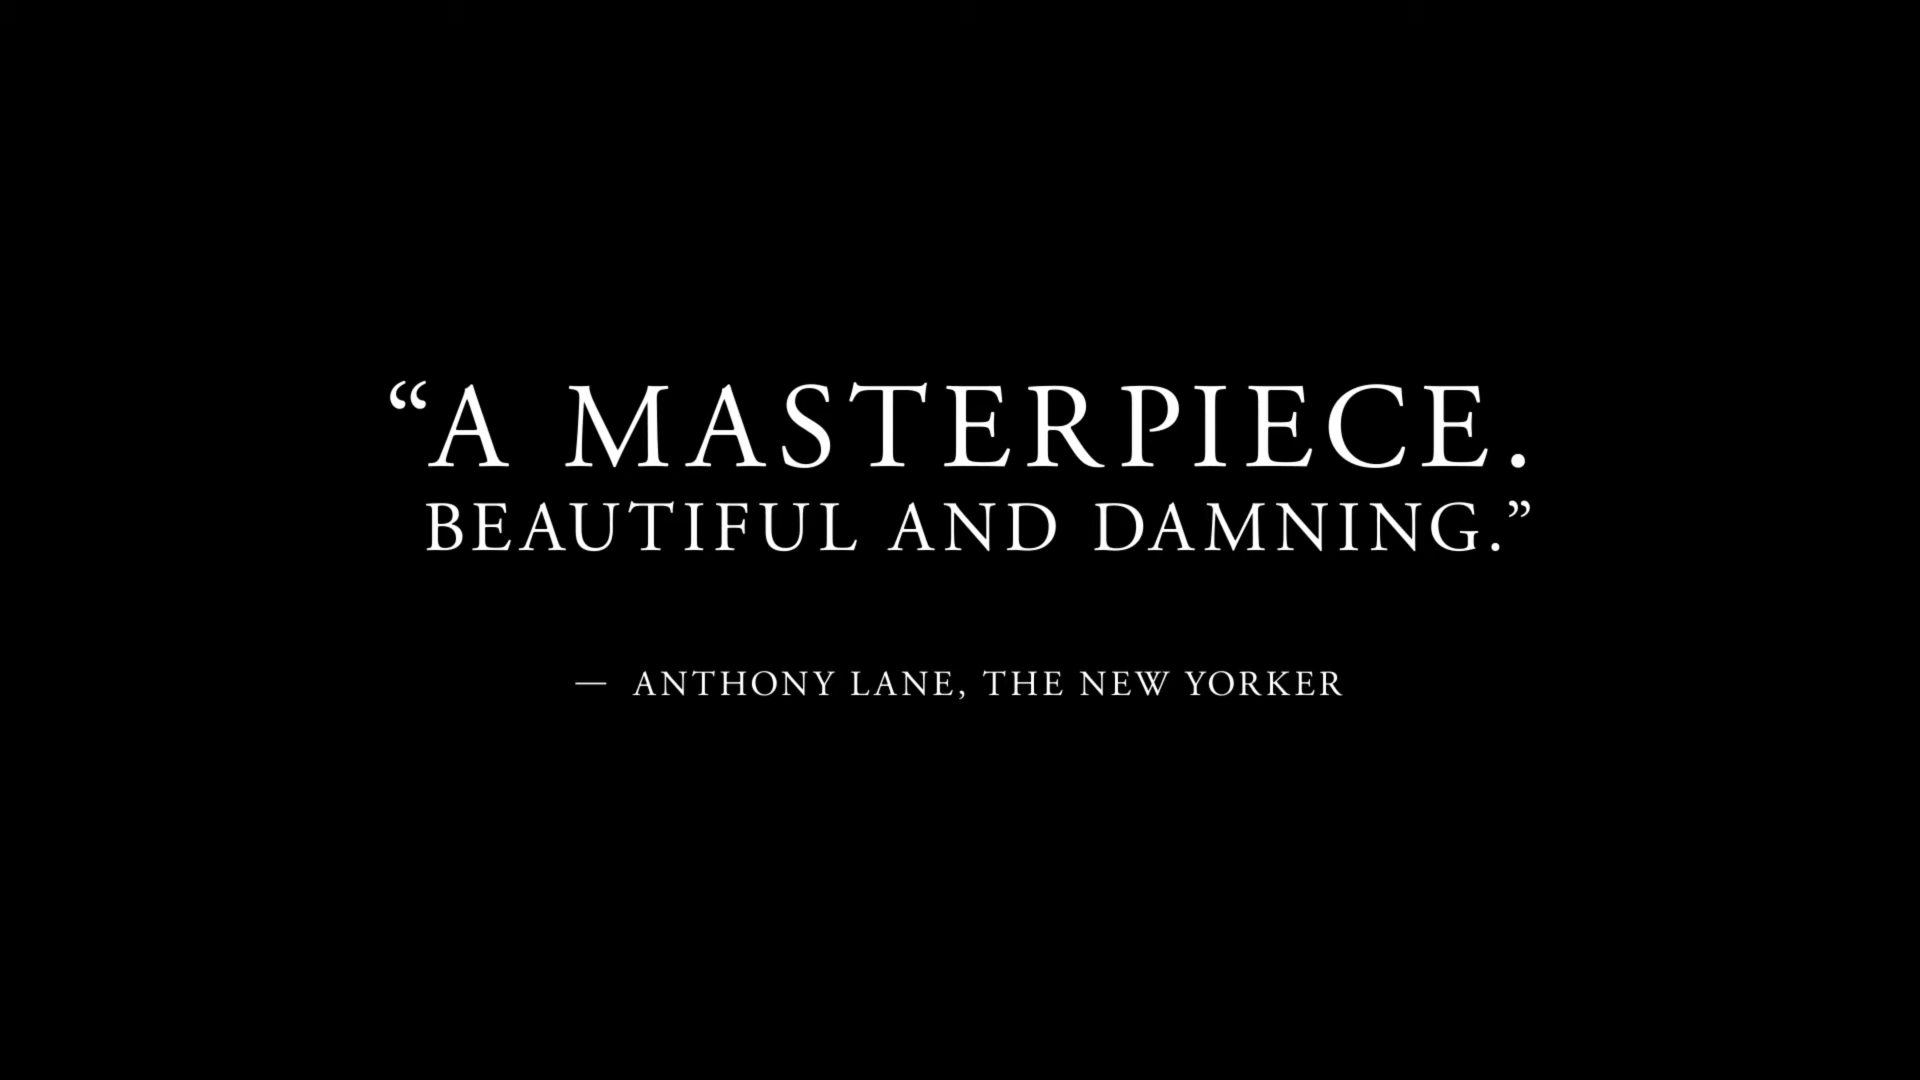 “A MASTERPIECE.
BEAUTIFUL AND DAMNING.”
— ANTHONY LANE, THE NEW YORKER